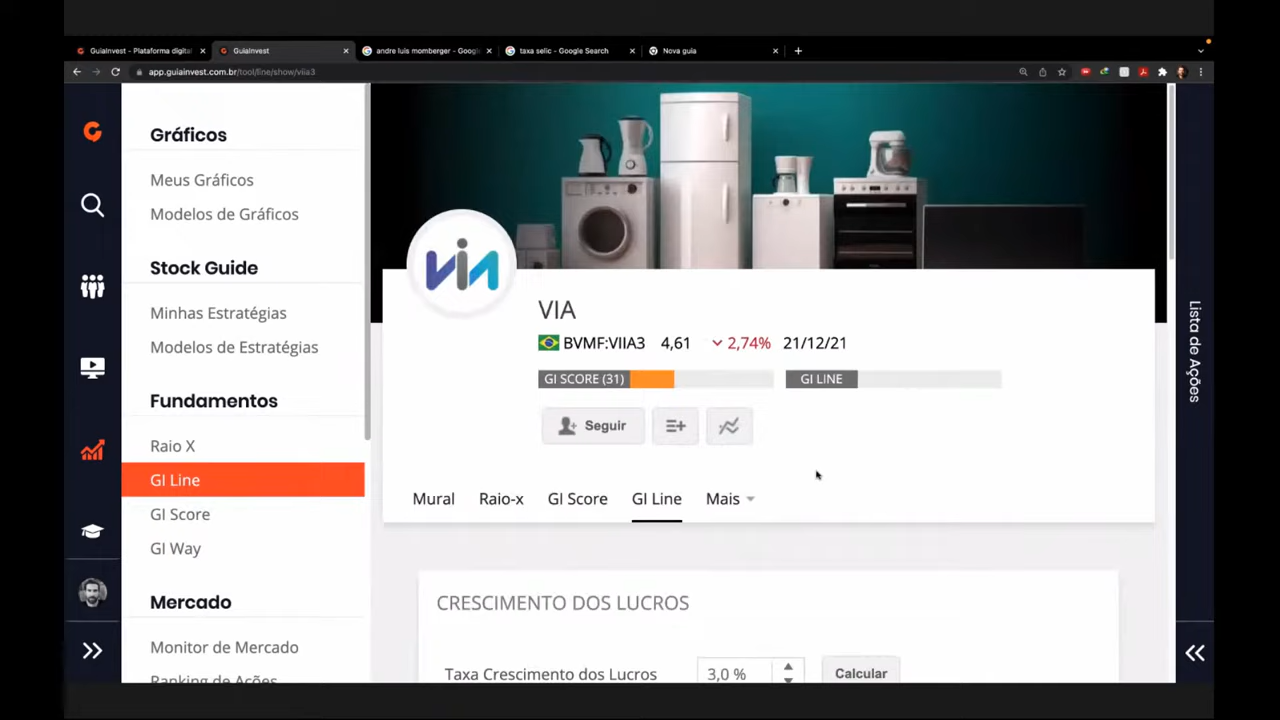 GuiaInvest - Plataforma digital
GuiaInvest
andre luis momberger - Goog
taxa selic - Google Search
Nova guia
app.guiainvest.com.br/tool/line/show/viia3
Gráficos
Meus Gráficos
Modelos de Gráficos
Stock Guide
Minhas Estratégias
Modelos de Estratégias
Fundamentos
Raio X
GI Line
GI Score
GI Way
Mercado
Monitor de Mercado
Ranking de Ações
VIA
VIA
BVMF:VIIA3 4,61 2,74% 21/12/21
GI SCORE (31) GI LINE
Seguir
Mural Raio-x GI Score GI Line Mais
CRESCIMENTO DOS LUCROS
Taxa Crescimento dos Lucros 3,0 % Calcular
Lista de Ações